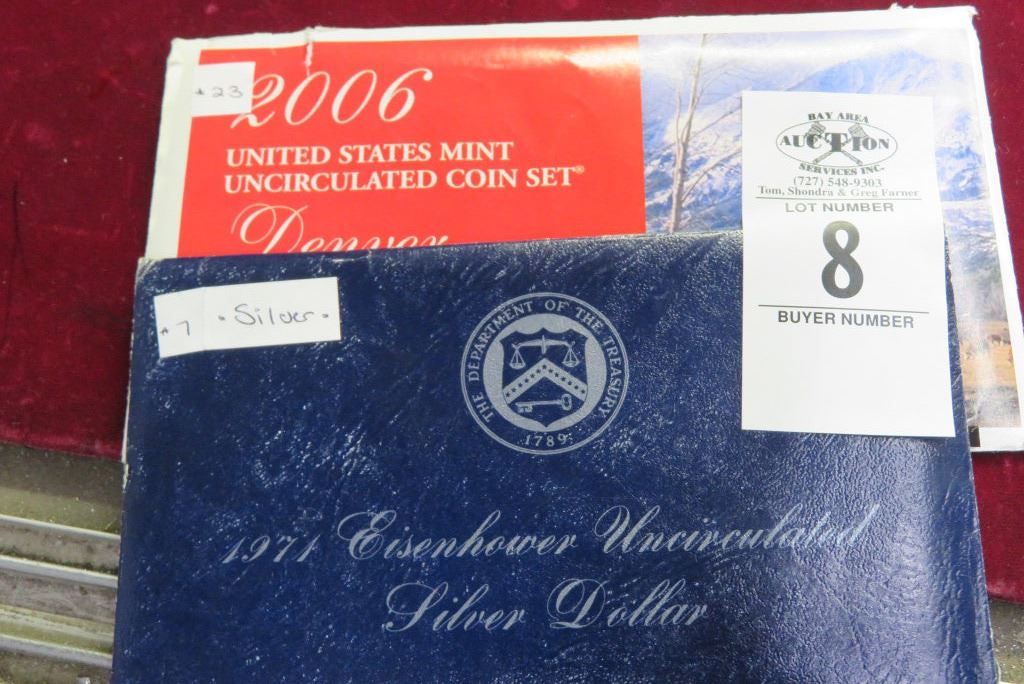 *23
2006
UNITED STATES MINT
UNCIRCULATED COIN SET®
Denver
BAY AREA
AUCTION
SERVICES INC.
(727) 548-9303
Tom, Shondra & Greg Farner
LOT NUMBER
8
BUYER NUMBER
*7 • Silver •
THE DEPARTMENT OF THE TREASURY
1789
1971 Eisenhower Uncirculated
Silver Dollar